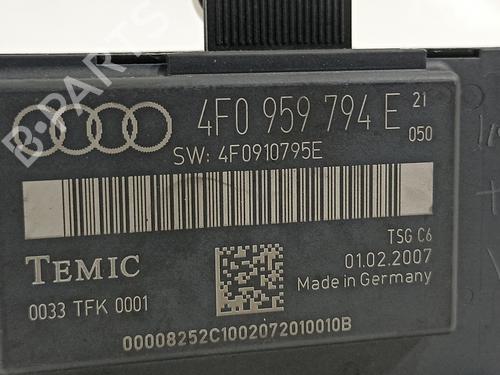 4F0 959 794 E 21
050
SW: 4F0910795E
TSG C6
TEMIC
01.02.2007
0033 TFK 0001
Made in Germany
00008252C1002072010010B
B-PARTS